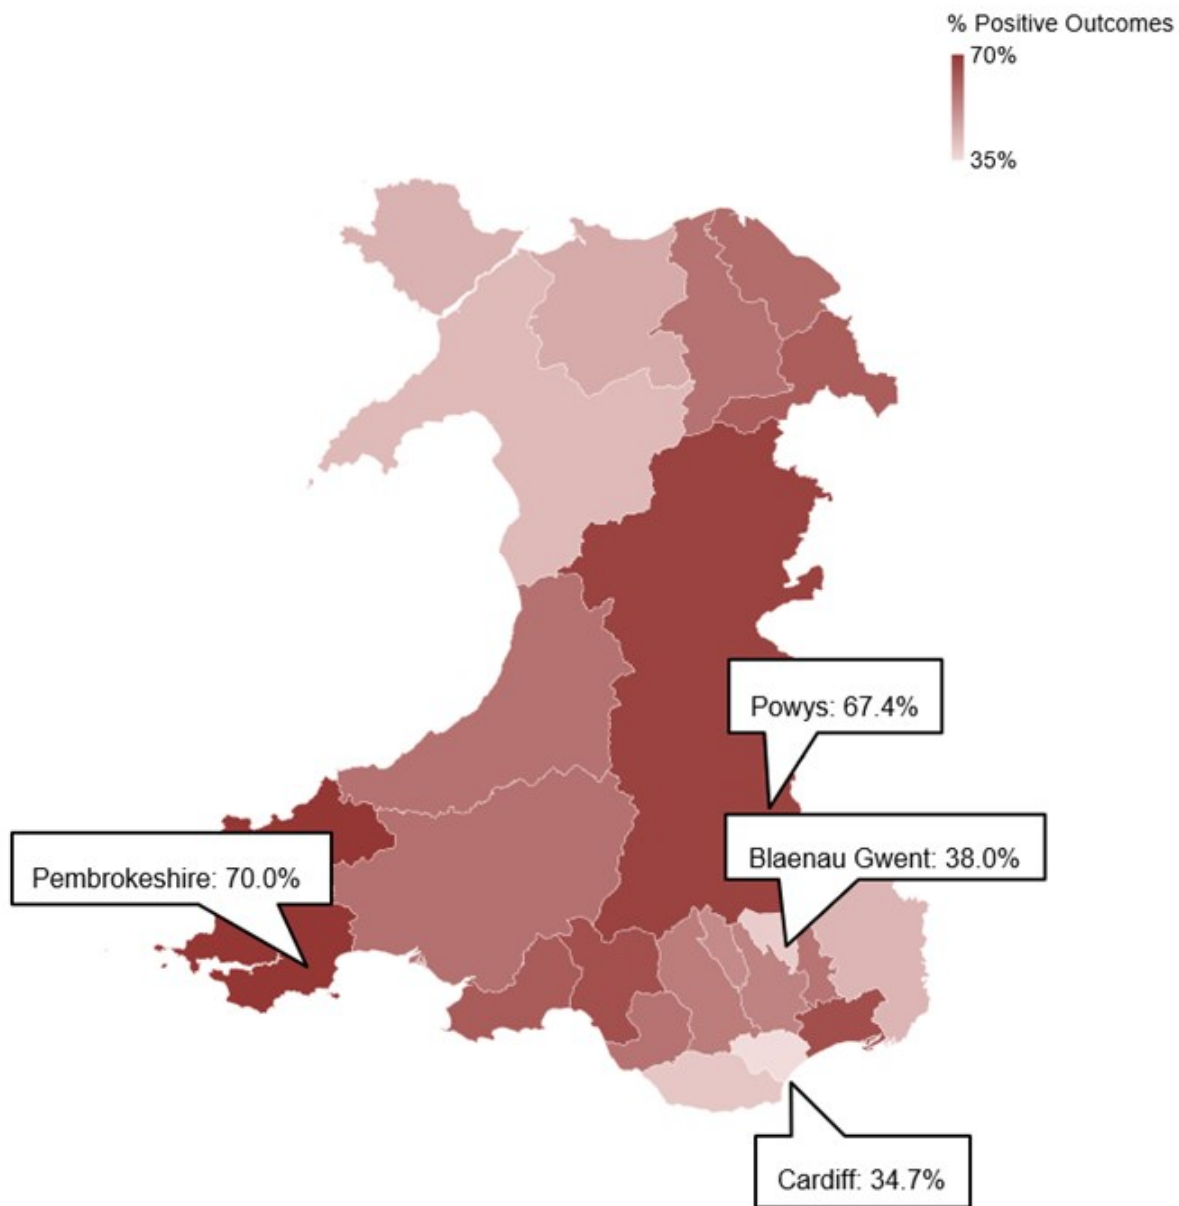 % Positive Outcomes
70%
35%
Powys: 67.4%
Blaenau Gwent: 38.0%
Pembrokeshire: 70.0%
Cardiff: 34.7%